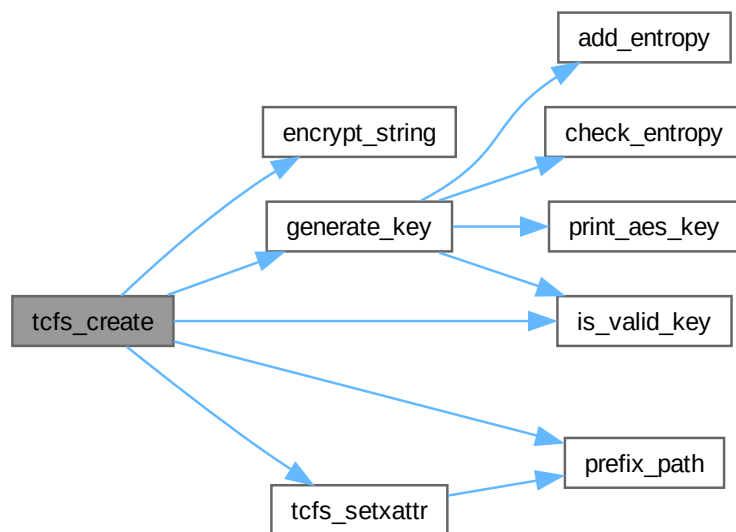 add_entropy
encrypt_string
check_entropy
generate_key
print_aes_key
tcfs_create
is_valid_key
prefix_path
tcfs_setxattr